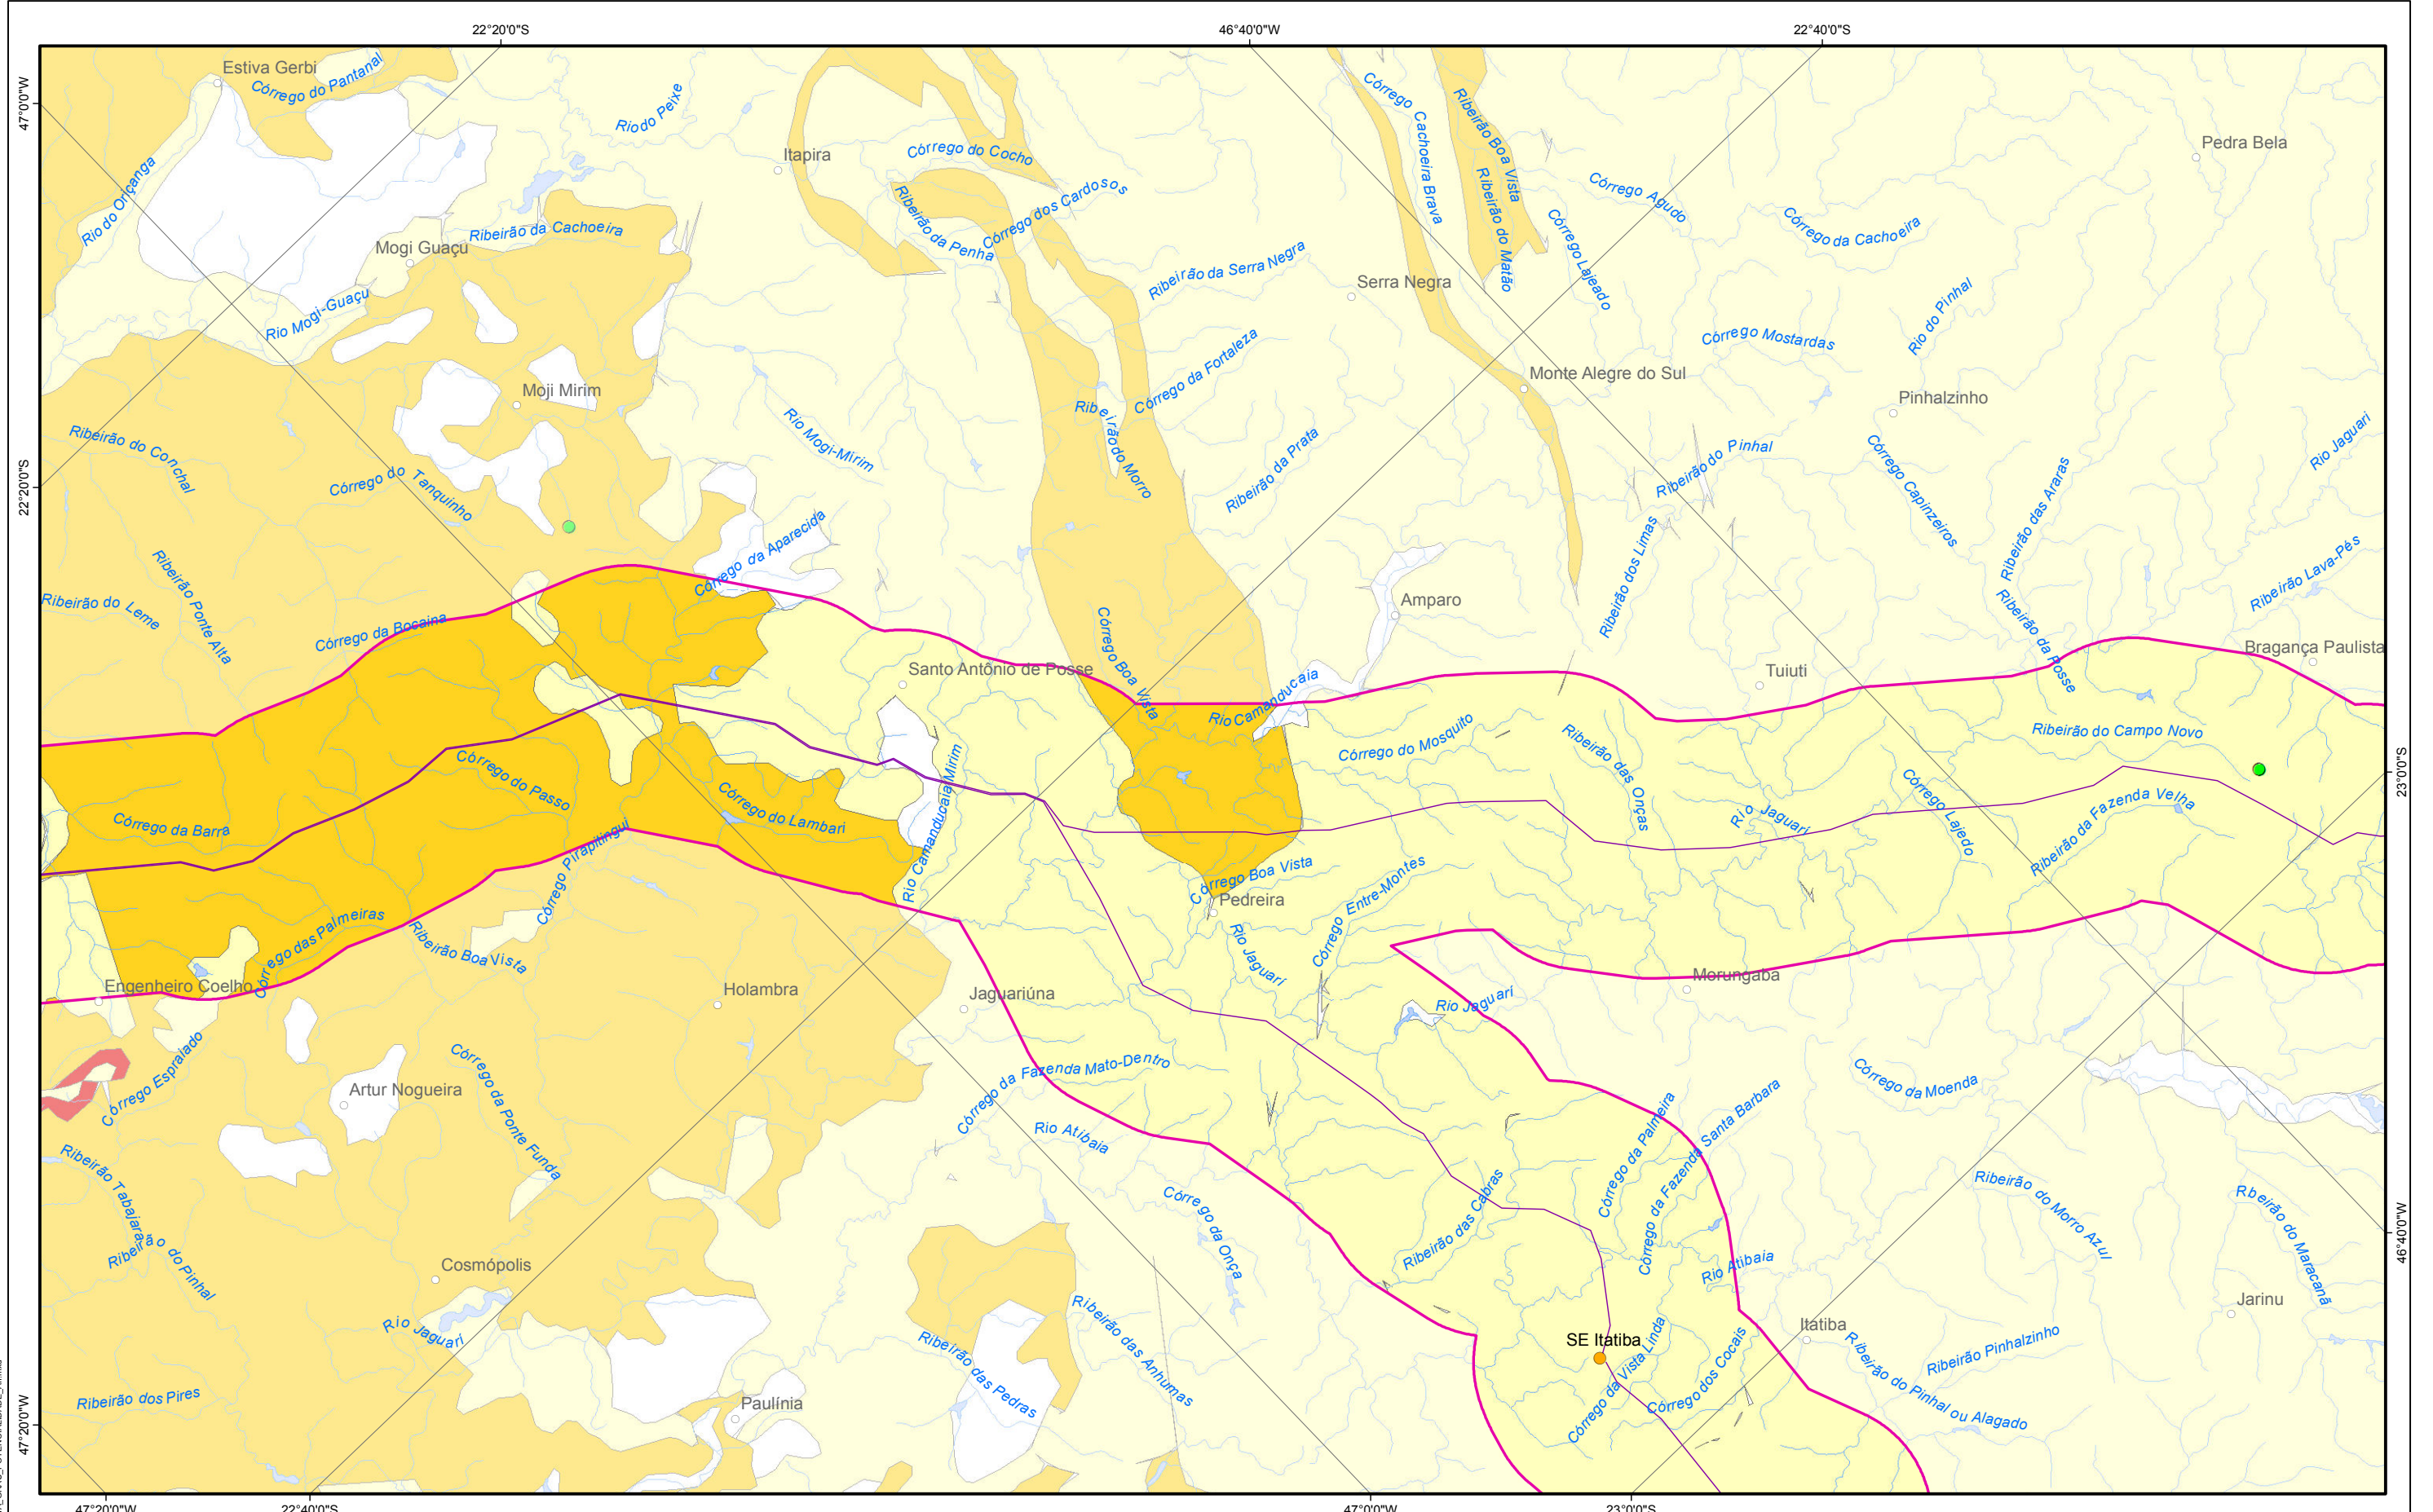 22°20'0"S
46°40'0"W
22°40'0"S
47°0'0"W
22°20'0"S
47°20'0"W
23°0'0"S
46°40'0"W
47°20'0"W
22°40'0"S
47°0'0"W
23°0'0"S
Estiva Gerbi
Córrego do Pantanal
Rio do Peixe
Rio do Oriçanga
Itapira
Córrego do Cocho
Córrego dos Cardosos
Ribeirão da Penha
Córrego Cachoeira Brava
Ribeirão Boa Vista
Ribeirão do Matão
Córrego Agudo
Córrego Lajeado
Córrego da Cachoeira
Pedra Bela
Mogi Guaçu
Ribeirão da Cachoeira
Rio Mogi-Guaçu
Ribeirão da Serra Negra
Serra Negra
Córrego da Fortaleza
Córrego Mostardas
Rio do Pinhal
Monte Alegre do Sul
Pinhalzinho
Moji Mirim
Ribeirão do Conchal
Córrego do Tanquinho
Rio Mogi-Mirim
Ribeirão do Morro
Ribeirão da Prata
Ribeirão do Pinhal
Córrego Capinzeiros
Ribeirão das Araras
Rio Jaguari
Ribeirão Ponte Alta
Ribeirão do Leme
Córrego da Bocaina
Córrego da Aparecida
Ribeirão dos Limas
Ribeirão Lava-Pés
Amparo
Córrego Boa Vista
Santo Antônio de Posse
Rio Camanducaia
Tuiuti
Ribeirão da Posse
Bragança Paulista
Ribeirão do Campo Novo
Córrego do Mosquito
Ribeirão das Onças
Rio Jaguarí
Córrego Lajedo
Ribeirão da Fazenda Velha
Córrego do Passo
Córrego da Barra
Córrego do Lambari
Rio Camanducaia Mirim
Córrego Pirapitingui
Córrego Boa Vista
Pedreira
Córrego Entre-Montes
Rio Jaguarí
Córrego das Palmeiras
Ribeirão Boa Vista
Engenheiro Coelho
Holambra
Jaguariúna
Rio Jaguarí
Morungaba
Córrego Espraiado
Artur Nogueira
Córrego da Ponte Funda
Córrego da Fazenda Mato-Dentro
Rio Atibaia
Córrego da Moenda
Córrego da Palmeira
Córrego da Fazenda Santa Barbara
Ribeirão Tabajara
Ribeirão do Pinhal
Córrego da Onça
Ribeirão das Cabras
Rio Atibaia
Ribeirão do Morro Azul
Rbeirão do Maracanã
Cosmópolis
Rio Jaguarí
Ribeirão das Anhumas
Ribeirão das Pedras
SE Itatiba
Itatiba
Jarinu
Córrego da Vista Linda
Córrego dos Cocais
Ribeirão Pinhalzinho
Ribeirão do Pinhal ou Alagado
Ribeirão dos Pires
Paulínia